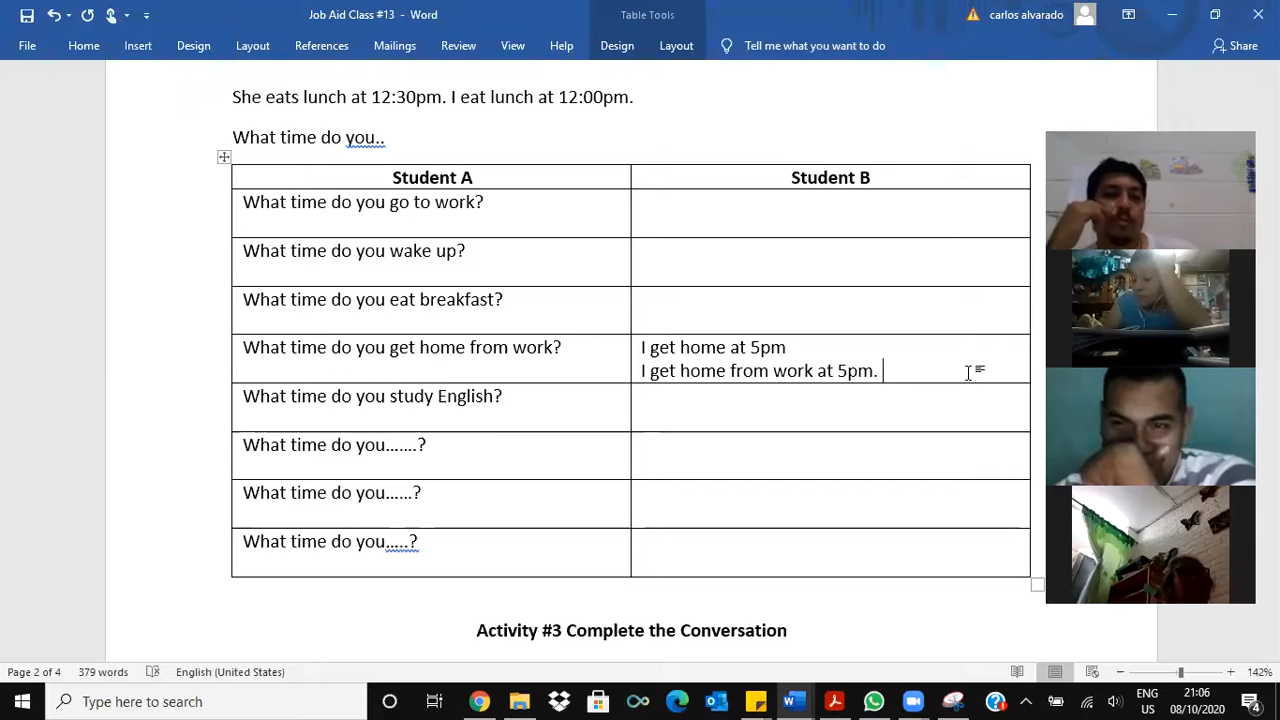 Job Aid Class #13 - Word
Table Tools
carlos alvarado
File Home Insert Design Layout References Mailings Review View Help Design Layout Tell me what you want to do Share
She eats lunch at 12:30pm. I eat lunch at 12:00pm.
What time do you..
Student A Student B
What time do you go to work?
What time do you wake up?
What time do you eat breakfast?
What time do you get home from work? I get home at 5pm
I get home from work at 5pm.
What time do you study English?
What time do you.......?
What time do you......?
What time do you.....?
Activity #3 Complete the Conversation
Page 2 of 4 379 words English (United States) 142%
Type here to search
ENG
US
21:06
08/10/2020
4